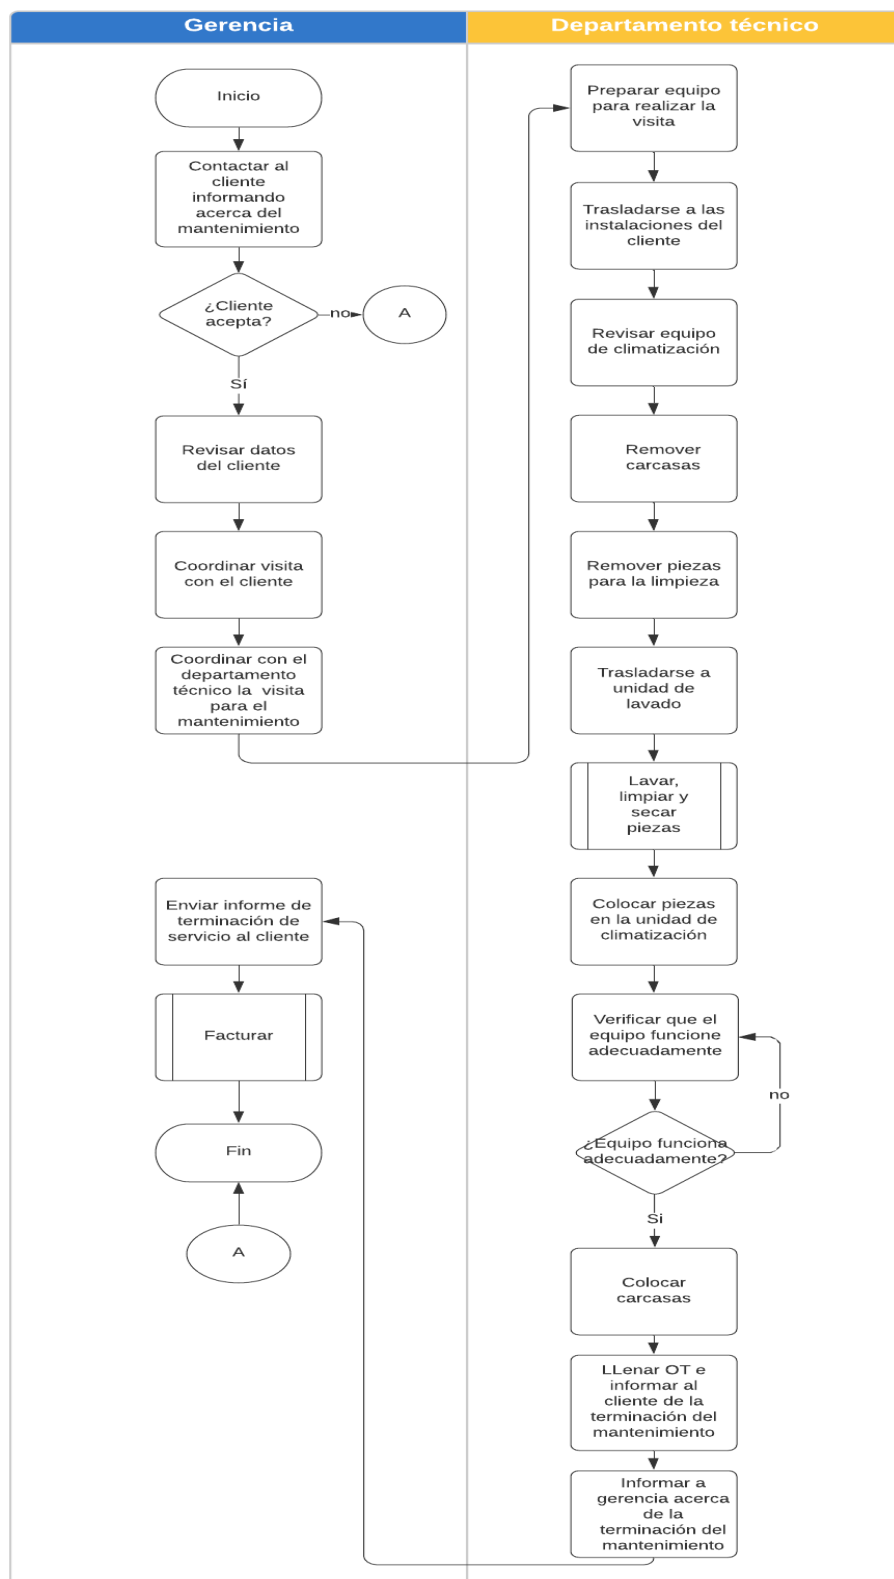 Gerencia
Departamento técnico
Inicio
Contactar al
cliente
informando
acerca del
mantenimiento
¿Cliente
acepta?
no
A
Sí
Revisar datos
del cliente
Coordinar visita
con el cliente
Coordinar con el
departamento
técnico la visita
para el
mantenimiento
Preparar equipo
para realizar la
visita
Trasladarse a las
instalaciones del
cliente
Revisar equipo
de climatización
Remover
carcasas
Remover piezas
para la limpieza
Trasladarse a
unidad de
lavado
Lavar,
limpiar y
secar
piezas
Colocar piezas
en la unidad de
climatización
Verificar que el
equipo funcione
adecuadamente
no
¿Equipo funciona
adecuadamente?
Si
Colocar
carcasas
LLenar OT e
informar al
cliente de la
terminación del
mantenimiento
Informar a
gerencia acerca
de la
terminación del
mantenimiento
Enviar informe de
terminación de
servicio al cliente
Facturar
Fin
A